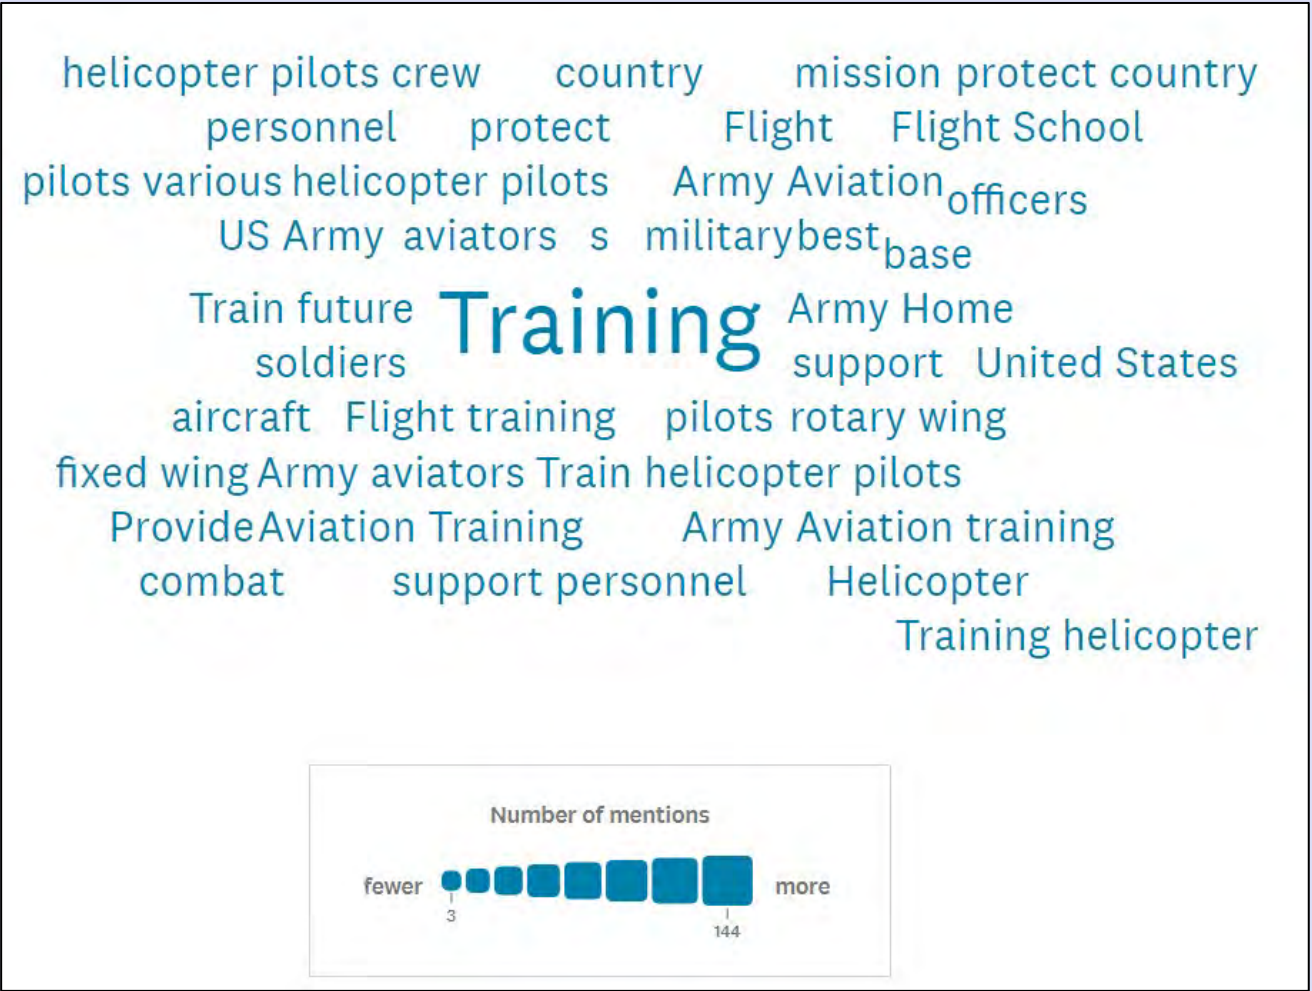 helicopter pilots crew country mission protect country
personnel protect Flight Flight School
pilots various helicopter pilots Army Aviation officers
US Army aviators s military best base
Train future Training Army Home
soldiers support United States
aircraft Flight training pilots rotary wing
fixed wing Army aviators Train helicopter pilots
Provide Aviation Training Army Aviation training
combat support personnel Helicopter
Training helicopter
Number of mentions
fewer more
3
144